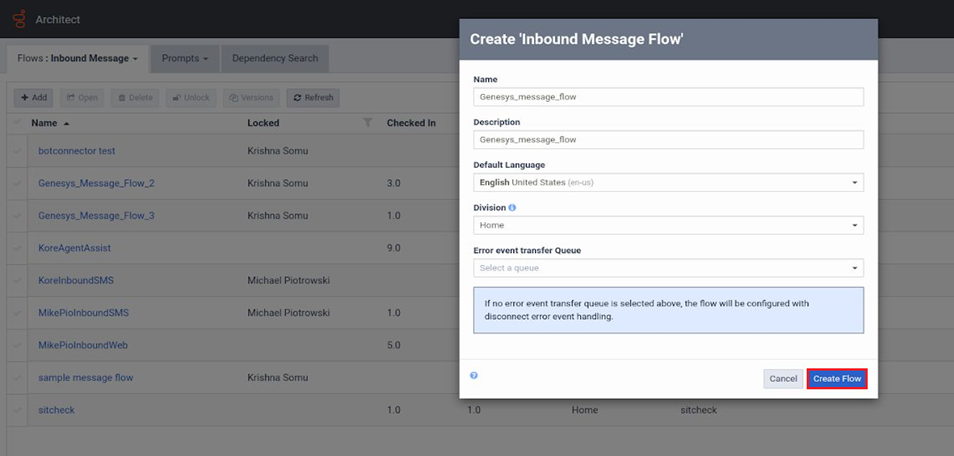 Architect
Flows : Inbound Message
Prompts
Dependency Search
Add
Open
Delete
Unlock
Versions
Refresh
Name Locked Checked In
botconnector test Krishna Somu
Genesys_Message_Flow_2 Krishna Somu 3.0
Genesys_Message_Flow_3 Krishna Somu 1.0
KoreAgentAssist 9.0
KoreInboundSMS Michael Piotrowski
MikePioInboundSMS Michael Piotrowski 1.0
MikePioInboundWeb 5.0
sample message flow Krishna Somu
sitcheck 1.0 1.0 Home sitcheck
Create 'Inbound Message Flow'
Name
Genesys_message_flow
Description
Genesys_message_flow
Default Language
English United States (en-us)
Division
Home
Error event transfer Queue
Select a queue
If no error event transfer queue is selected above, the flow will be configured with
disconnect error event handling.
Cancel
Create Flow